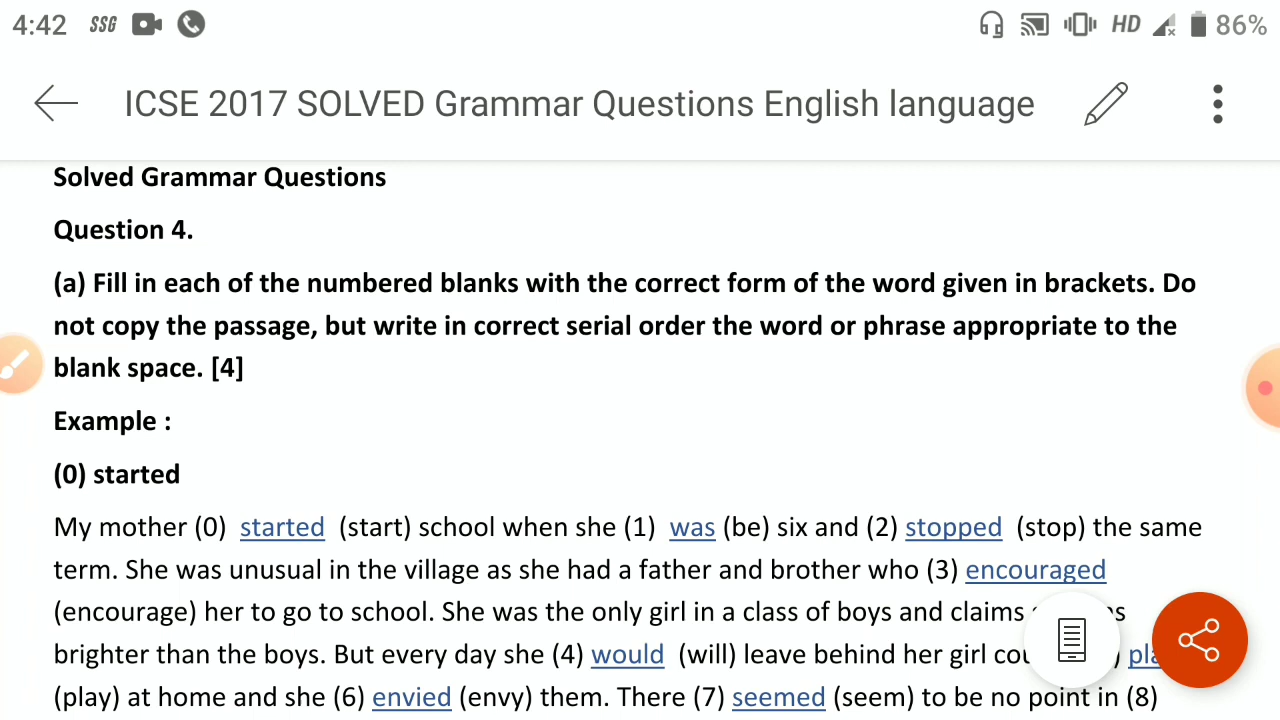 4:42 SSG HD 86%
ICSE 2017 SOLVED Grammar Questions English language
Solved Grammar Questions
Question 4.
(a) Fill in each of the numbered blanks with the correct form of the word given in brackets. Do
not copy the passage, but write in correct serial order the word or phrase appropriate to the
blank space. [4]
Example :
(0) started
My mother (0) started (start) school when she (1) was (be) six and (2) stopped (stop) the same
term. She was unusual in the village as she had a father and brother who (3) encouraged
(encourage) her to go to school. She was the only girl in a class of boys and claims
brighter than the boys. But every day she (4) would (will) leave behind her girl
(play) at home and she (6) envied (envy) them. There (7) seemed (seem) to be no point in (8)